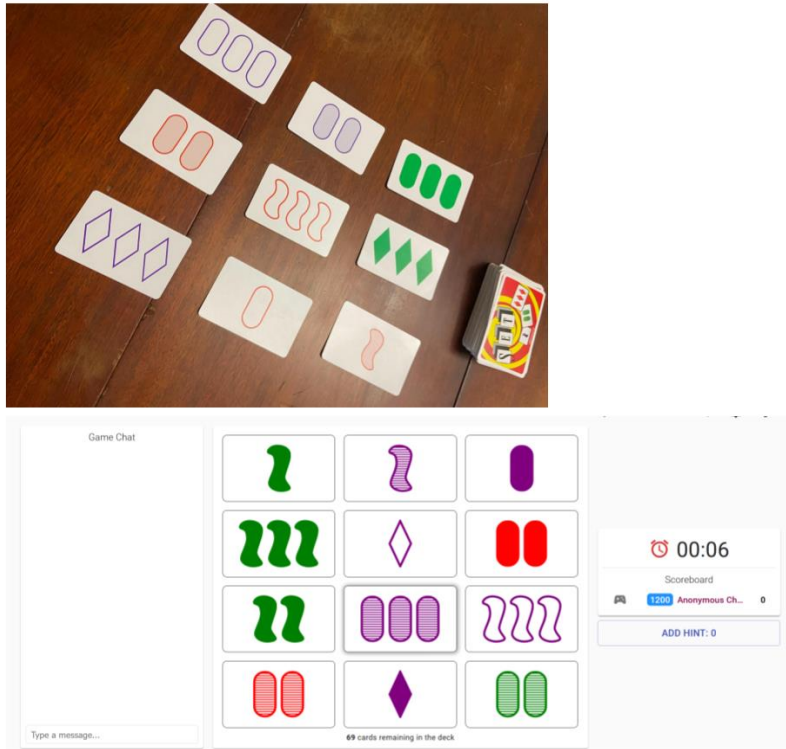 SET
Game Chat
00:06
Scoreboard
1200 Anonymous Ch... 0
ADD HINT: 0
Type a message...
69 cards remaining in the deck